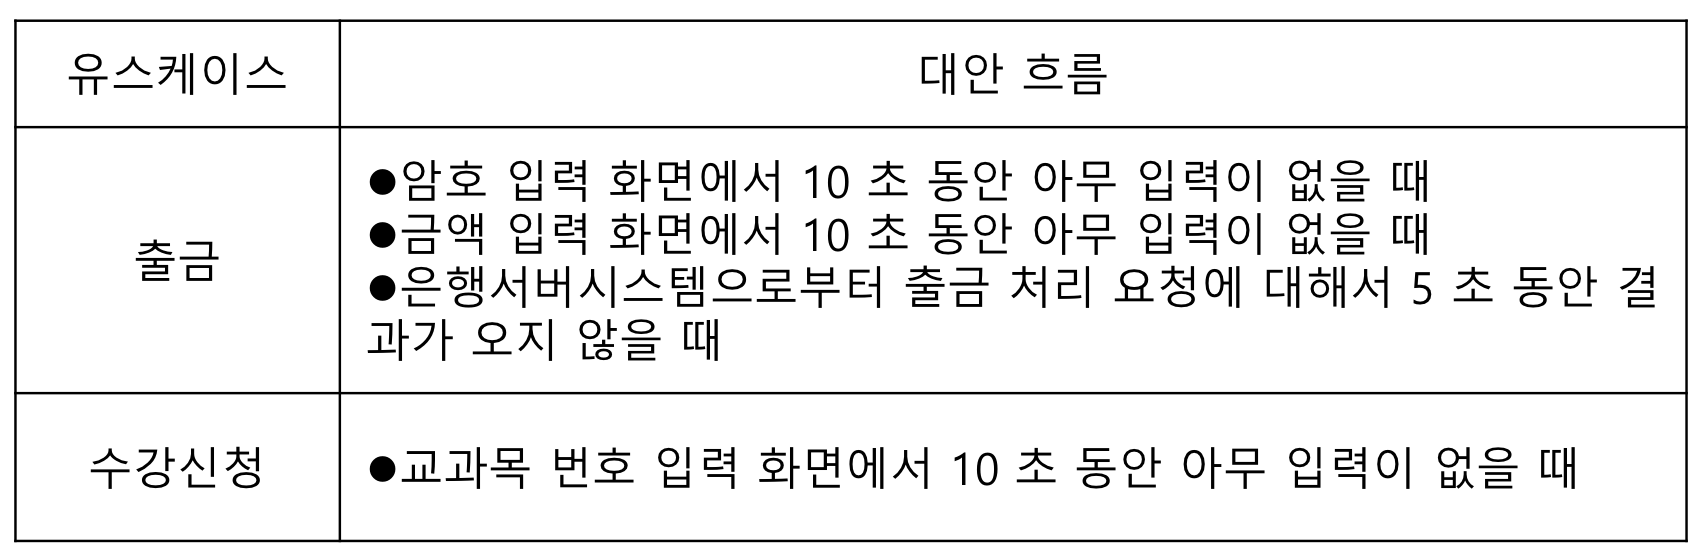 유스케이스
대안 흐름
출금
●암호 입력 화면에서 10 초 동안 아무 입력이 없을 때
●금액 입력 화면에서 10 초 동안 아무 입력이 없을 때
●은행서버시스템으로부터 출금 처리 요청에 대해서 5 초 동안 결
과가 오지 않을 때
수강신청
●교과목 번호 입력 화면에서 10 초 동안 아무 입력이 없을 때